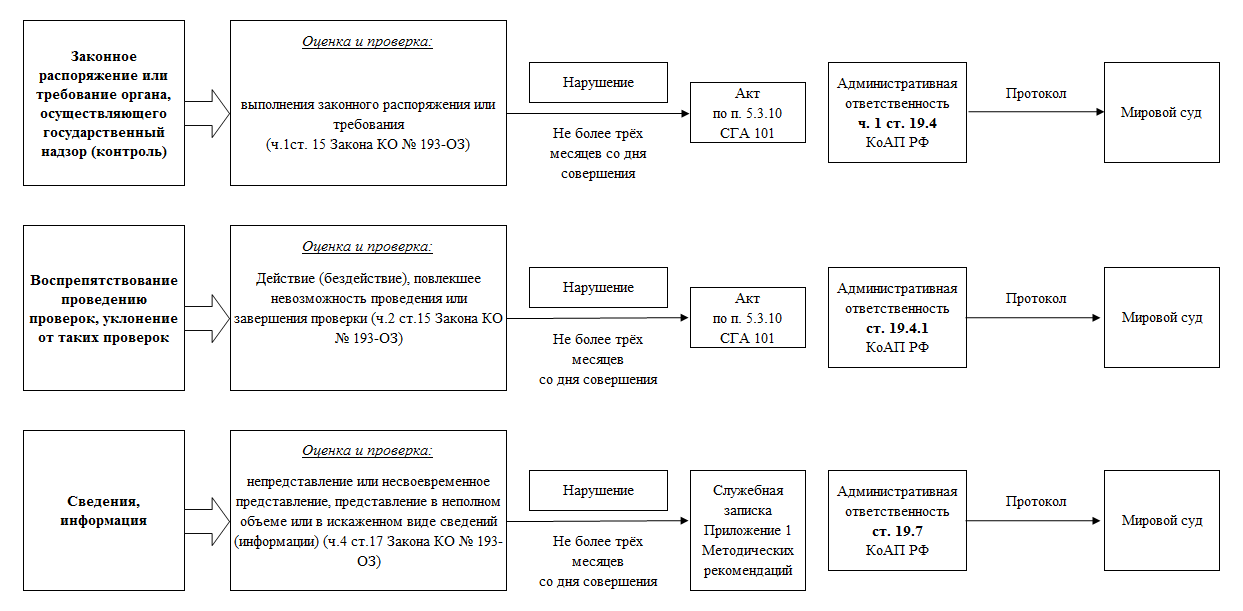 Законное
распоряжение или
требование органа,
осуществляющего
государственный
надзор (контроль)
Оценка и проверка:
выполнения законного распоряжения или
требования
(ч.1ст. 15 Закона КО № 193-ОЗ)
Нарушение
Не более трёх
месяцев со дня
совершения
Акт
по п. 5.3.10
СГА 101
Административная
ответственность
ч. 1 ст. 19.4
КоАП РФ
Протокол
Мировой суд
Воспрепятствование
проведению
проверок, уклонение
от таких проверок
Оценка и проверка:
Действие (бездействие), повлекшее
невозможность проведения или
завершения проверки (ч.2 ст.15 Закона КО
№ 193-ОЗ)
Нарушение
Не более трёх
месяцев
со дня совершения
Акт
по п. 5.3.10
СГА 101
Административная
ответственность
ст. 19.4.1
КоАП РФ
Протокол
Мировой суд
Сведения,
информация
Оценка и проверка:
непредставление или несвоевременное
представление, представление в неполном
объеме или в искаженном виде сведений
(информации) (ч.4 ст.17 Закона КО № 193-
ОЗ)
Нарушение
Не более трёх
месяцев
со дня совершения
Служебная
записка
Приложение 1
Методических
рекомендаций
Административная
ответственность
ст. 19.7
КоАП РФ
Протокол
Мировой суд